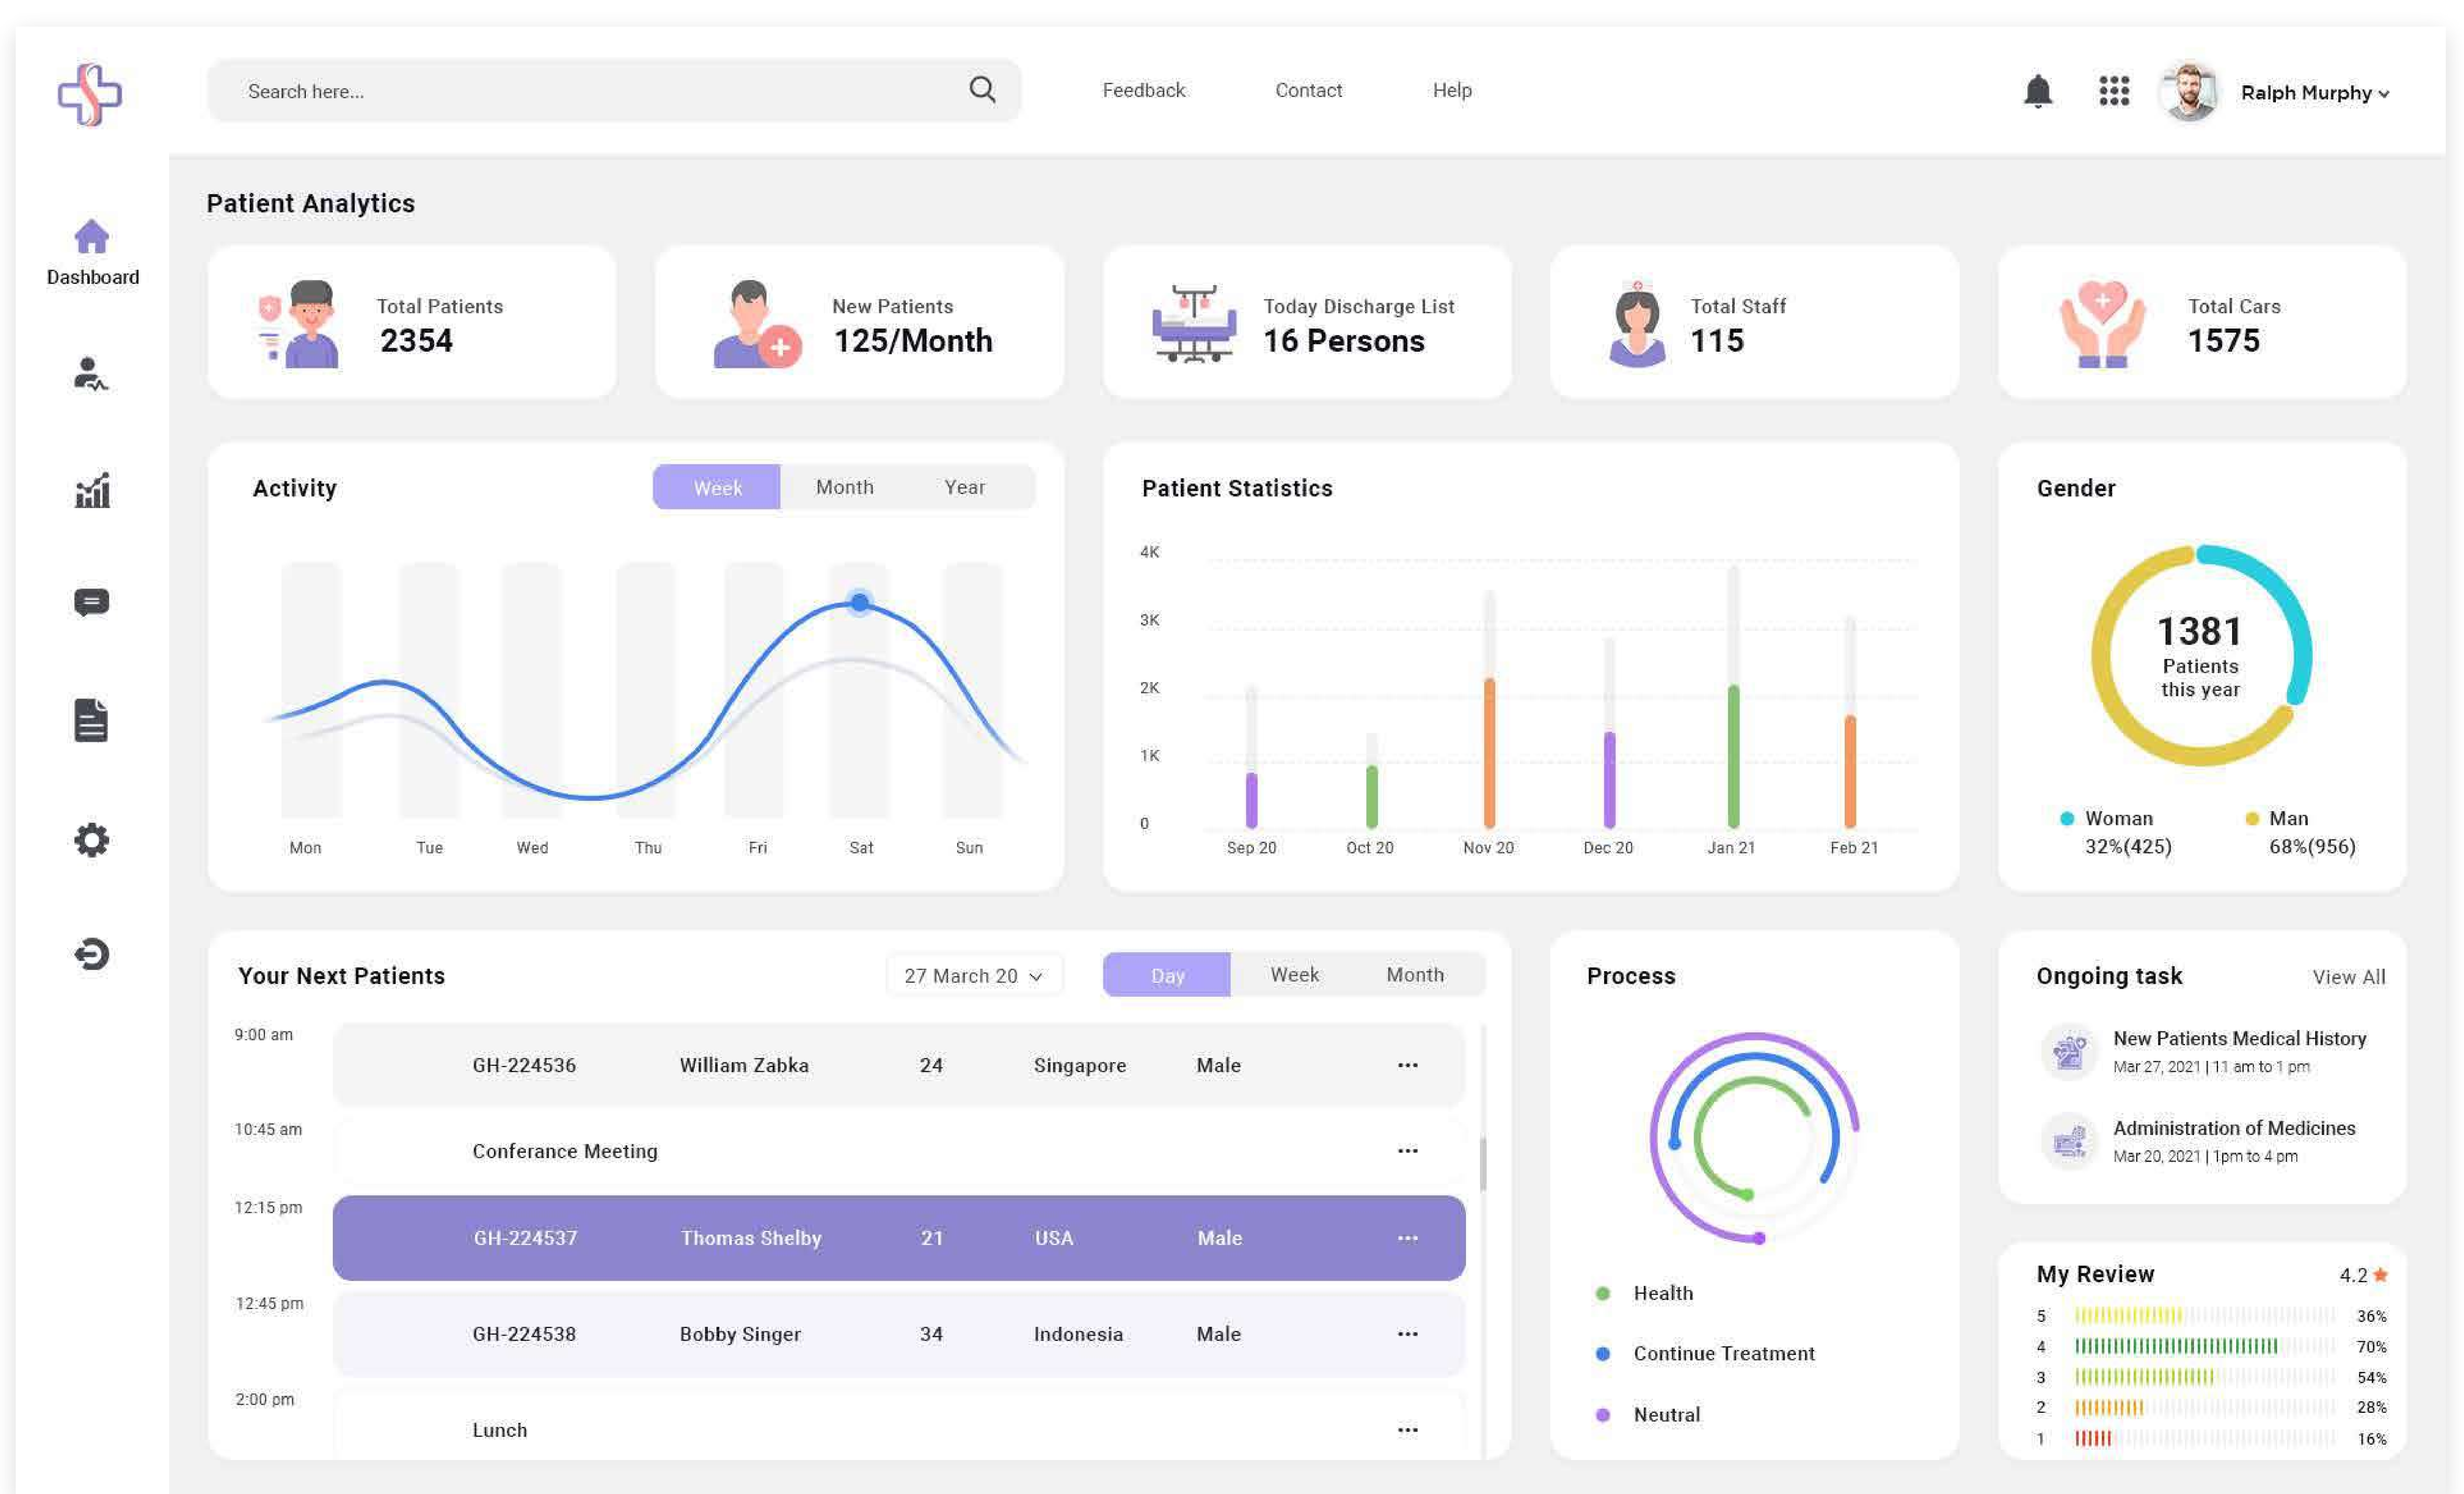 Search here...
Feedback
Contact
Help
Ralph Murphy
Dashboard
Patient Analytics
Total Patients
2354
New Patients
125/Month
Today Discharge List
16 Persons
Total Staff
115
Total Cars
1575
Activity
Week Month Year
Mon Tue Wed Thu Fri Sat Sun
Patient Statistics
4K
3K
2K
1K
0
Sep 20 Oct 20 Nov 20 Dec 20 Jan 21 Feb 21
Gender
1381
Patients
this year
Woman
32%(425)
Man
68%(956)
Your Next Patients
27 March 20
Day Week Month
9:00 am
GH-224536 William Zabka 24 Singapore Male ...
10:45 am
Conferance Meeting ...
12:15 pm
GH-224537 Thomas Shelby 21 USA Male ...
12:45 pm
GH-224538 Bobby Singer 34 Indonesia Male ...
2:00 pm
Lunch ...
Process
Health
Continue Treatment
Neutral
Ongoing task
View All
New Patients Medical History
Mar 27, 2021 | 11 am to 1 pm
Administration of Medicines
Mar 20, 2021 | 1pm to 4 pm
My Review
4.2
5 36%
4 70%
3 54%
2 28%
1 16%